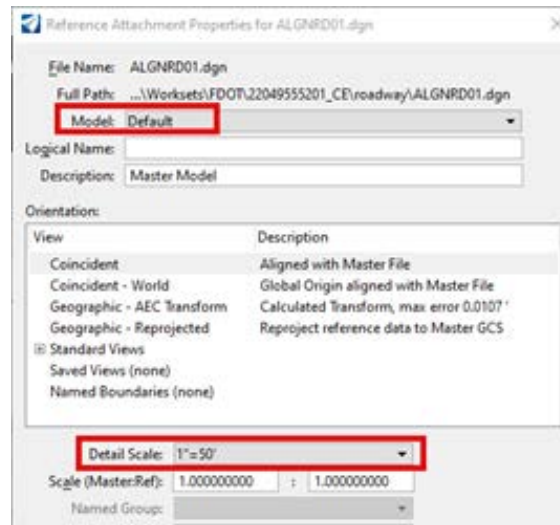 Reference Attachment Properties for ALGNRD01.dgn
File Name: ALGNRD01.dgn
Full Path: ...\Worksets\FDOT\22049555201_CE\roadway\ALGNRD01.dgn
Model: Default
Logical Name:
Description: Master Model
Orientation:
View Description
Coincident Aligned with Master File
Coincident - World Global Origin aligned with Master File
Geographic - AEC Transform Calculated Transform, max error 0.0107'
Geographic - Reprojected Reproject reference data to Master GCS
Standard Views
Saved Views (none)
Named Boundaries (none)
Detail Scale: 1"=50'
Scale (Master:Ref): 1.000000000 : 1.000000000
Named Group: